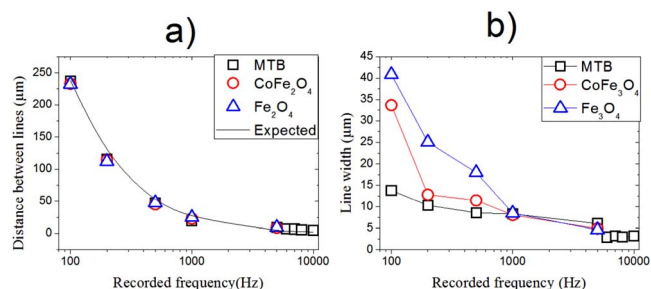 a)
b)
Distance between lines (µm)
250
200
150
100
50
0
MTB
CoFe2O4
Fe2O4
Expected
100
1000
10000
Recorded frequency(Hz)
Line width (µm)
45
40
35
30
25
20
15
10
5
0
MTB
CoFe3O4
Fe3O4
100
1000
10000
Recorded frequency (Hz)